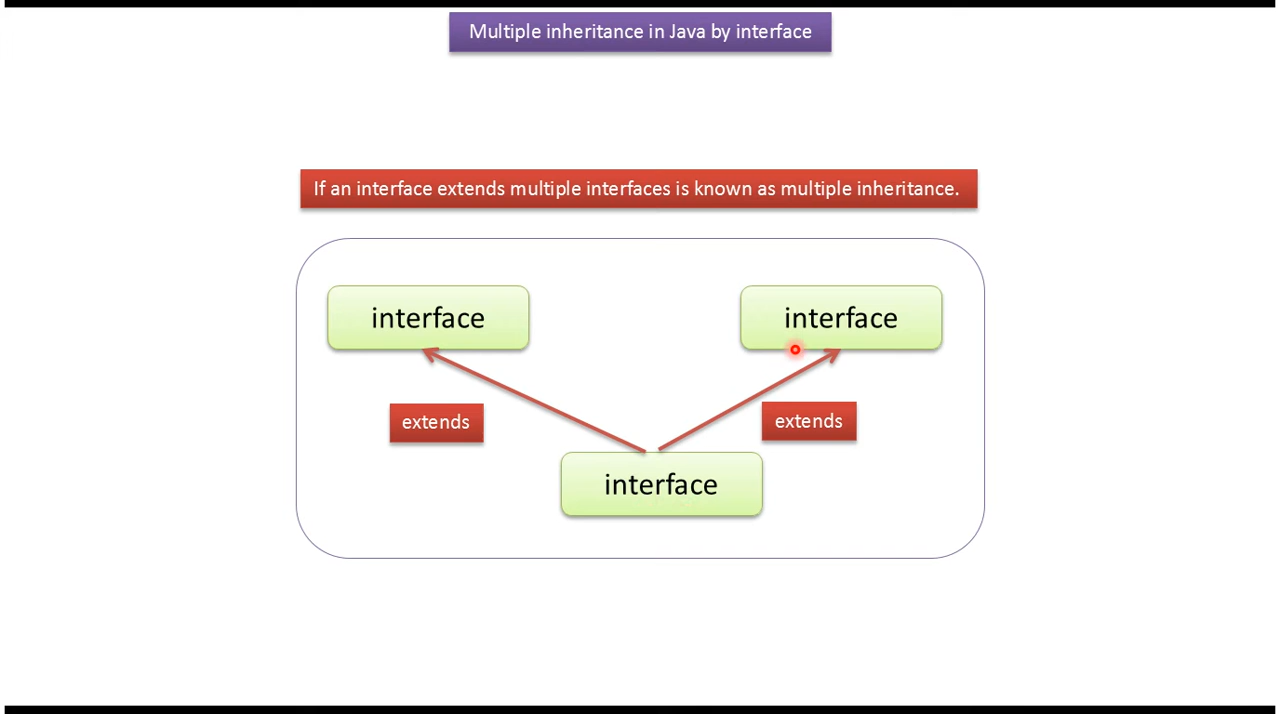 Multiple inheritance in Java by interface
If an interface extends multiple interfaces is known as multiple inheritance.
interface
interface
extends
extends
interface